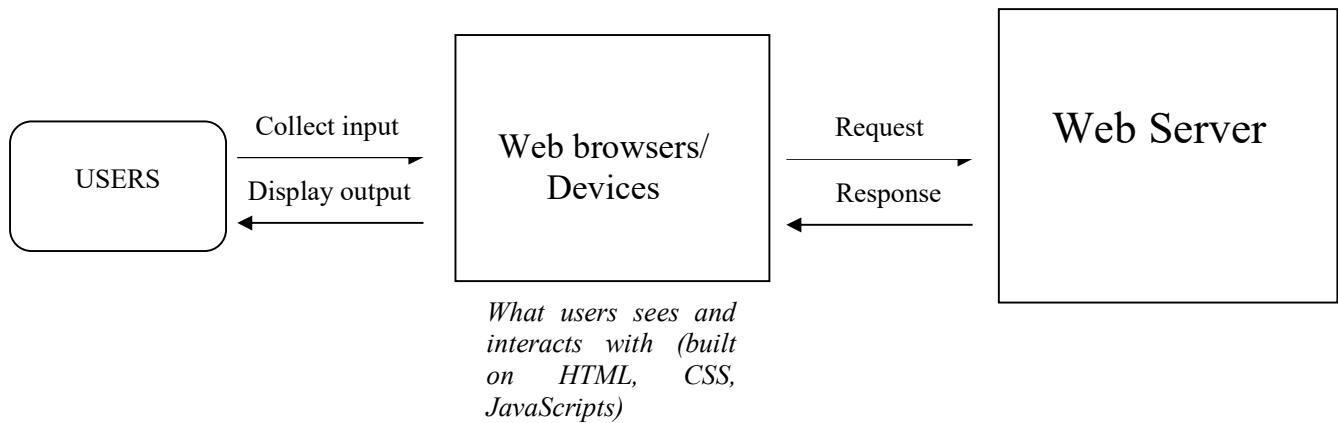 USERS
Collect input
Display output
Web browsers/
Devices
Request
Response
Web Server
What users sees and
interacts with (built
on HTML, CSS,
JavaScripts)